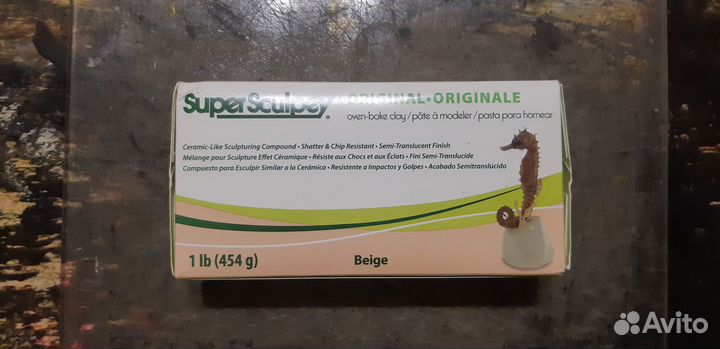 Super Sculpey® ORIGINAL•ORIGINALE
oven-bake clay/pâte à modeler/pasta para hornear
Ceramic-Like Sculpturing Compound • Shatter & Chip Resistant • Semi-Translucent Finish
Mélange pour Sculpture Effet Céramique • Résiste aux Chocs et aux Éclats • Fini Semi-Translucide
Compuesto para Esculpir Similar a la Cerámica • Resistente a Impactos y Golpes • Acabado Semitranslúcido
1 lb (454 g) Beige
Avito